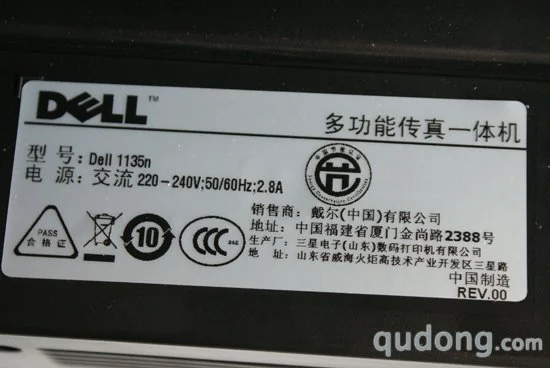 DELL™
多功能传真一体机
型号: Dell 1135n
电源: 交流 220-240V;50/60Hz;2.8A
PASS
合格证
10
CCC
销售商: 戴尔(中国)有限公司
地址: 中国福建省厦门金尚路2388号
生产厂: 三星电子(山东)数码打印机有限公司
地址: 山东省威海火炬高技术产业开发区三星路
中国制造
REV.00
qudong.com